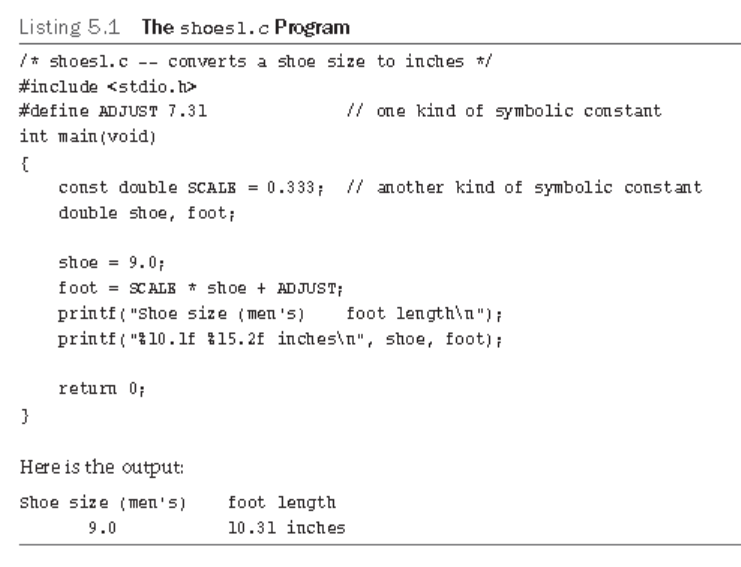 Listing 5.1 The shoes1.c Program
/* shoes1.c -- converts a shoe size to inches */
#include <stdio.h>
#define ADJUST 7.31 // one kind of symbolic constant
int main(void)
{
    const double SCALE = 0.333; // another kind of symbolic constant
    double shoe, foot;
    shoe = 9.0;
    foot = SCALE * shoe + ADJUST;
    printf("Shoe size (men's)    foot length\n");
    printf("%10.1f %15.2f inches\n", shoe, foot);
    return 0;
}
Here is the output:
Shoe size (men's)    foot length
       9.0           10.31 inches